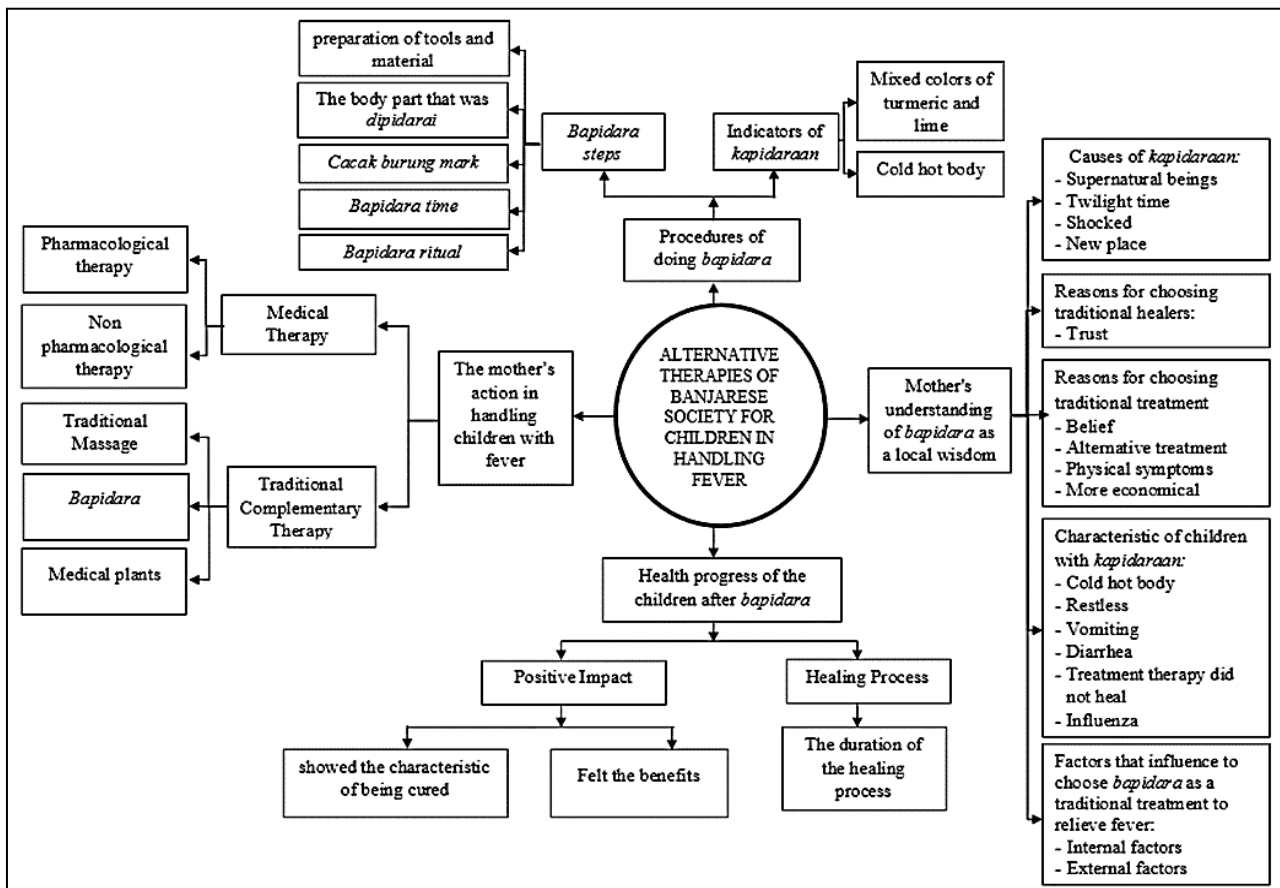 preparation of tools and
material
The body part that was
dipidarai
Cacak burung mark
Bapidara time
Bapidara ritual
Bapidara
steps
Indicators of
kapidaraan
Mixed colors of
turmeric and
lime
Cold hot body
Procedures of
doing bapidara
Pharmacological
therapy
Non
pharmacological
therapy
Medical
Therapy
Traditional
Massage
Bapidara
Medical plants
Traditional
Complementary
Therapy
The mother's
action in
handling
children with
fever
ALTERNATIVE
THERAPIES OF
BANJARESE
SOCIETY FOR
CHILDREN IN
HANDLING
FEVER
Mother's
understanding
of bapidara as
a local wisdom
Causes of kapidaraan:
- Supernatural beings
- Twilight time
- Shocked
- New place
Reasons for choosing
traditional healers:
- Trust
Reasons for choosing
traditional treatment
- Belief
- Alternative treatment
- Physical symptoms
- More economical
Characteristic of children
with kapidaraan:
- Cold hot body
- Restless
- Vomiting
- Diarrhea
- Treatment therapy did
not heal
- Influenza
Factors that influence to
choose bapidara as a
traditional treatment to
relieve fever:
- Internal factors
- External factors
Health progress of the
children after bapidara
Positive Impact
Healing Process
showed the characteristic
of being cured
Felt the benefits
The duration of
the healing
process